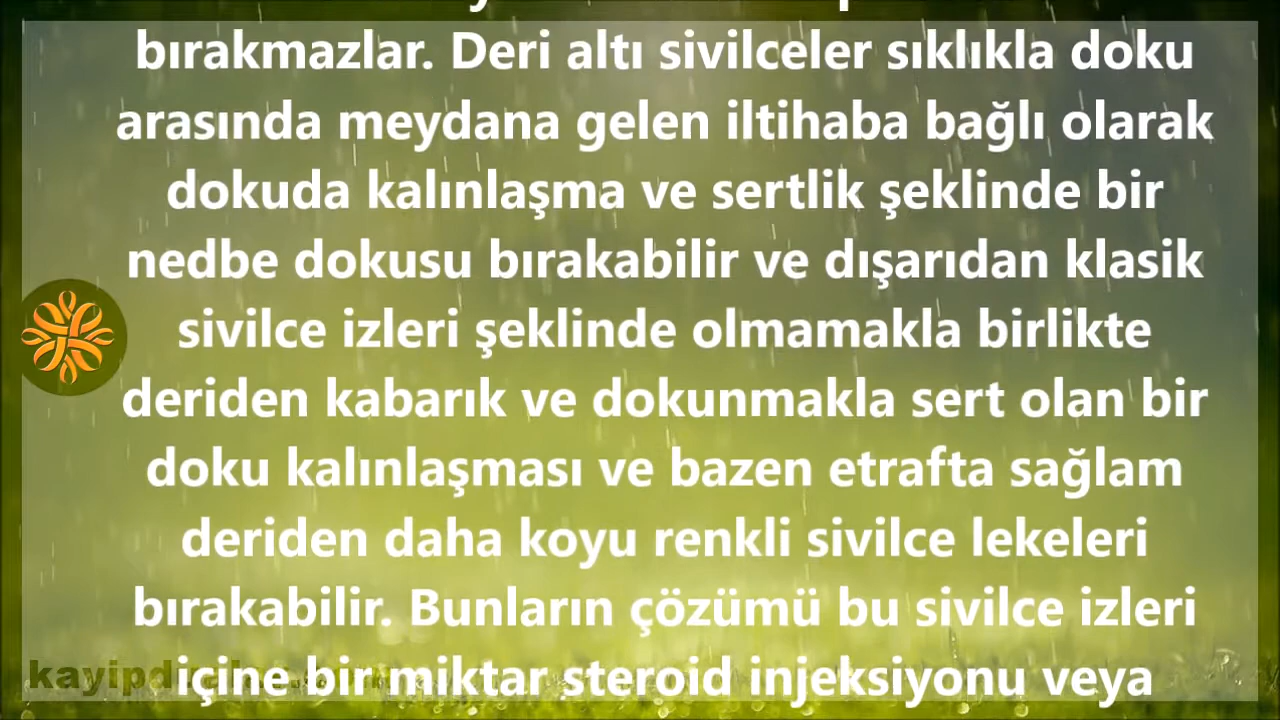 bırakmazlar. Deri altı sivilceler sıklıkla doku
arasında meydana gelen iltihaba bağlı olarak
dokuda kalınlaşma ve sertlik şeklinde bir
nedbe dokusu bırakabilir ve dışarıdan klasik
sivilce izleri şeklinde olmamakla birlikte
deriden kabarık ve dokunmakla sert olan bir
doku kalınlaşması ve bazen etrafta sağlam
deriden daha koyu renkli sivilce lekeleri
bırakabilir. Bunların çözümü bu sivilce izleri
içine bir miktar steroid injeksiyonu veya